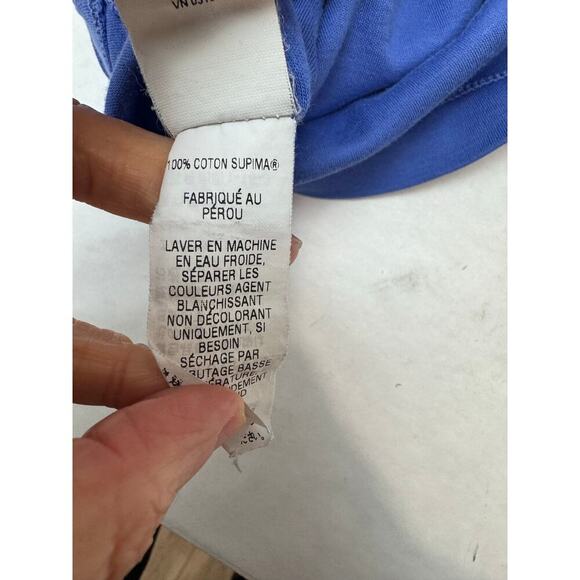 100% COTON SUPIMA®
FABRIQUÉ AU
PÉROU
LAVER EN MACHINE
EN EAU FROIDE,
SÉPARER LES
COULEURS AGENT
BLANCHISSANT
NON DÉCOLORANT
UNIQUEMENT, SI
BESOIN
SÉCHAGE PAR
BASSE